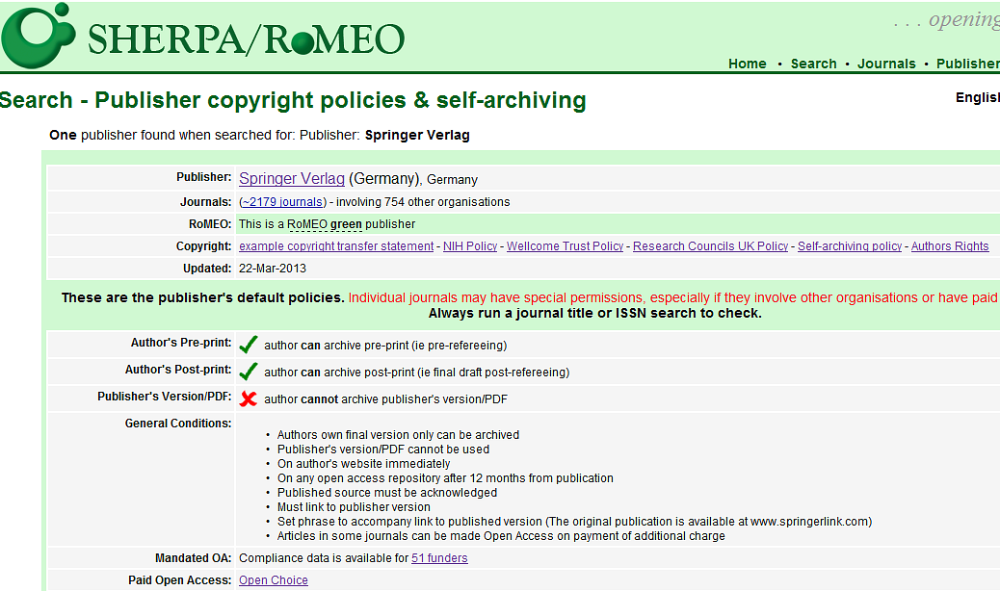 SHERPA/RoMEO
. . . opening
Home • Search • Journals • Publisher
Search - Publisher copyright policies & self-archiving
English
One publisher found when searched for: Publisher: Springer Verlag
Publisher: Springer Verlag (Germany), Germany
Journals: (~2179 journals) - involving 754 other organisations
RoMEO: This is a RoMEO green publisher
Copyright: example copyright transfer statement - NIH Policy - Wellcome Trust Policy - Research Councils UK Policy - Self-archiving policy - Authors Rights
Updated: 22-Mar-2013
These are the publisher's default policies. Individual journals may have special permissions, especially if they involve other organisations or have paid
Always run a journal title or ISSN search to check.
Author's Pre-print: author can archive pre-print (ie pre-refereeing)
Author's Post-print: author can archive post-print (ie final draft post-refereeing)
Publisher's Version/PDF: author cannot archive publisher's version/PDF
General Conditions:
• Authors own final version only can be archived
• Publisher's version/PDF cannot be used
• On author's website immediately
• On any open access repository after 12 months from publication
• Published source must be acknowledged
• Must link to publisher version
• Set phrase to accompany link to published version (The original publication is available at www.springerlink.com)
• Articles in some journals can be made Open Access on payment of additional charge
Mandated OA: Compliance data is available for 51 funders
Paid Open Access: Open Choice